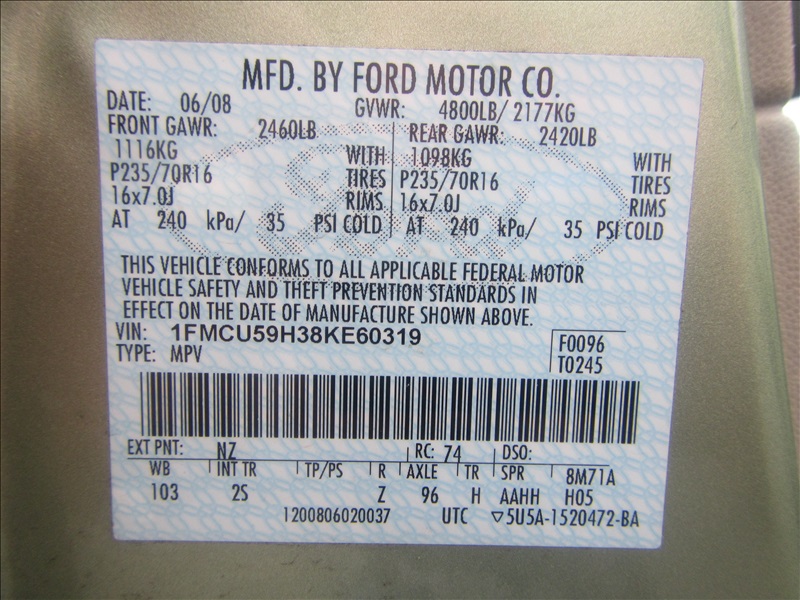 MFD. BY FORD MOTOR CO.
DATE: 06/08 GVWR: 4800LB/ 2177KG
FRONT GAWR: 2460LB REAR GAWR: 2420LB
1116KG WITH 1098KG WITH
P235/70R16 TIRES P235/70R16 TIRES
16x7.0J RIMS 16x7.0J RIMS
AT 240 kPa/ 35 PSI COLD AT 240 kPa/ 35 PSI COLD
THIS VEHICLE CONFORMS TO ALL APPLICABLE FEDERAL MOTOR
VEHICLE SAFETY AND THEFT PREVENTION STANDARDS IN
EFFECT ON THE DATE OF MANUFACTURE SHOWN ABOVE.
VIN: 1FMCU59H38KE60319 F0096
TYPE: MPV T0245
EXT PNT: NZ RC: 74 DSO:
WB INT TR TP/PS R AXLE TR SPR 8M71A
103 2S Z 96 H AAHH H05
1200806020037 UTC ▽5U5A-1520472-BA